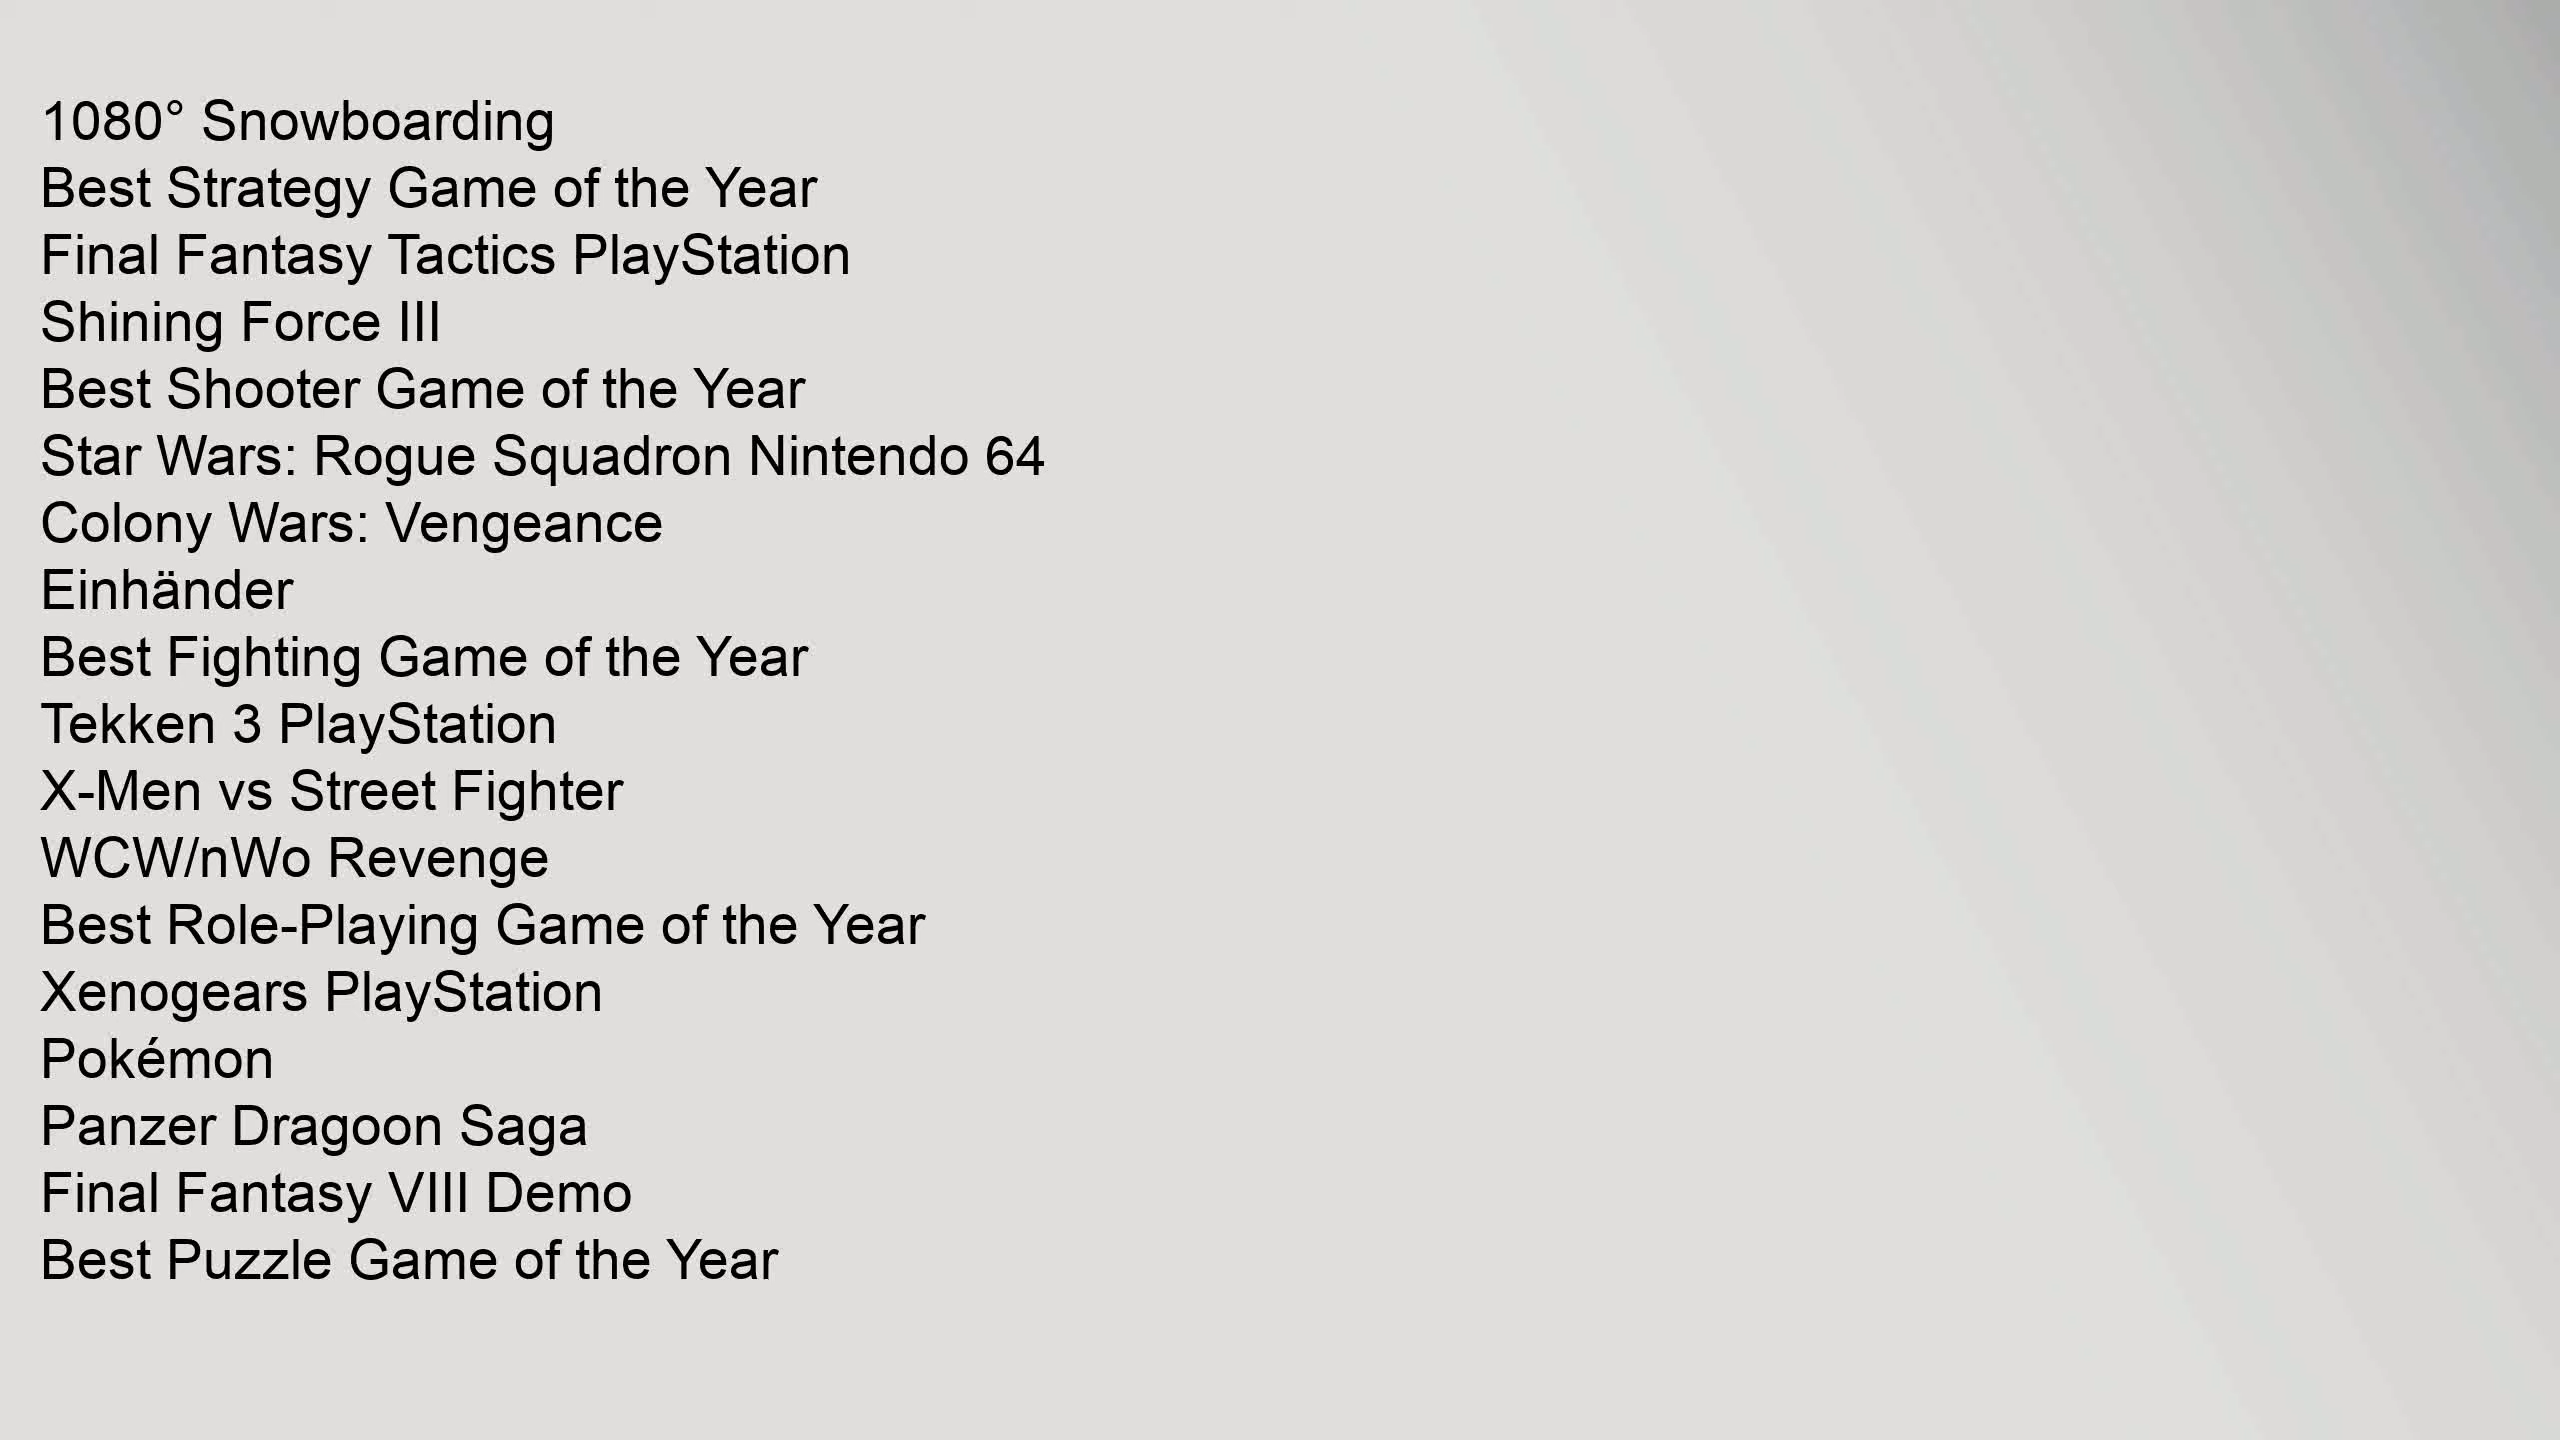 1080° Snowboarding
Best Strategy Game of the Year
Final Fantasy Tactics PlayStation
Shining Force III
Best Shooter Game of the Year
Star Wars: Rogue Squadron Nintendo 64
Colony Wars: Vengeance
Einhänder
Best Fighting Game of the Year
Tekken 3 PlayStation
X-Men vs Street Fighter
WCW/nWo Revenge
Best Role-Playing Game of the Year
Xenogears PlayStation
Pokémon
Panzer Dragoon Saga
Final Fantasy VIII Demo
Best Puzzle Game of the Year